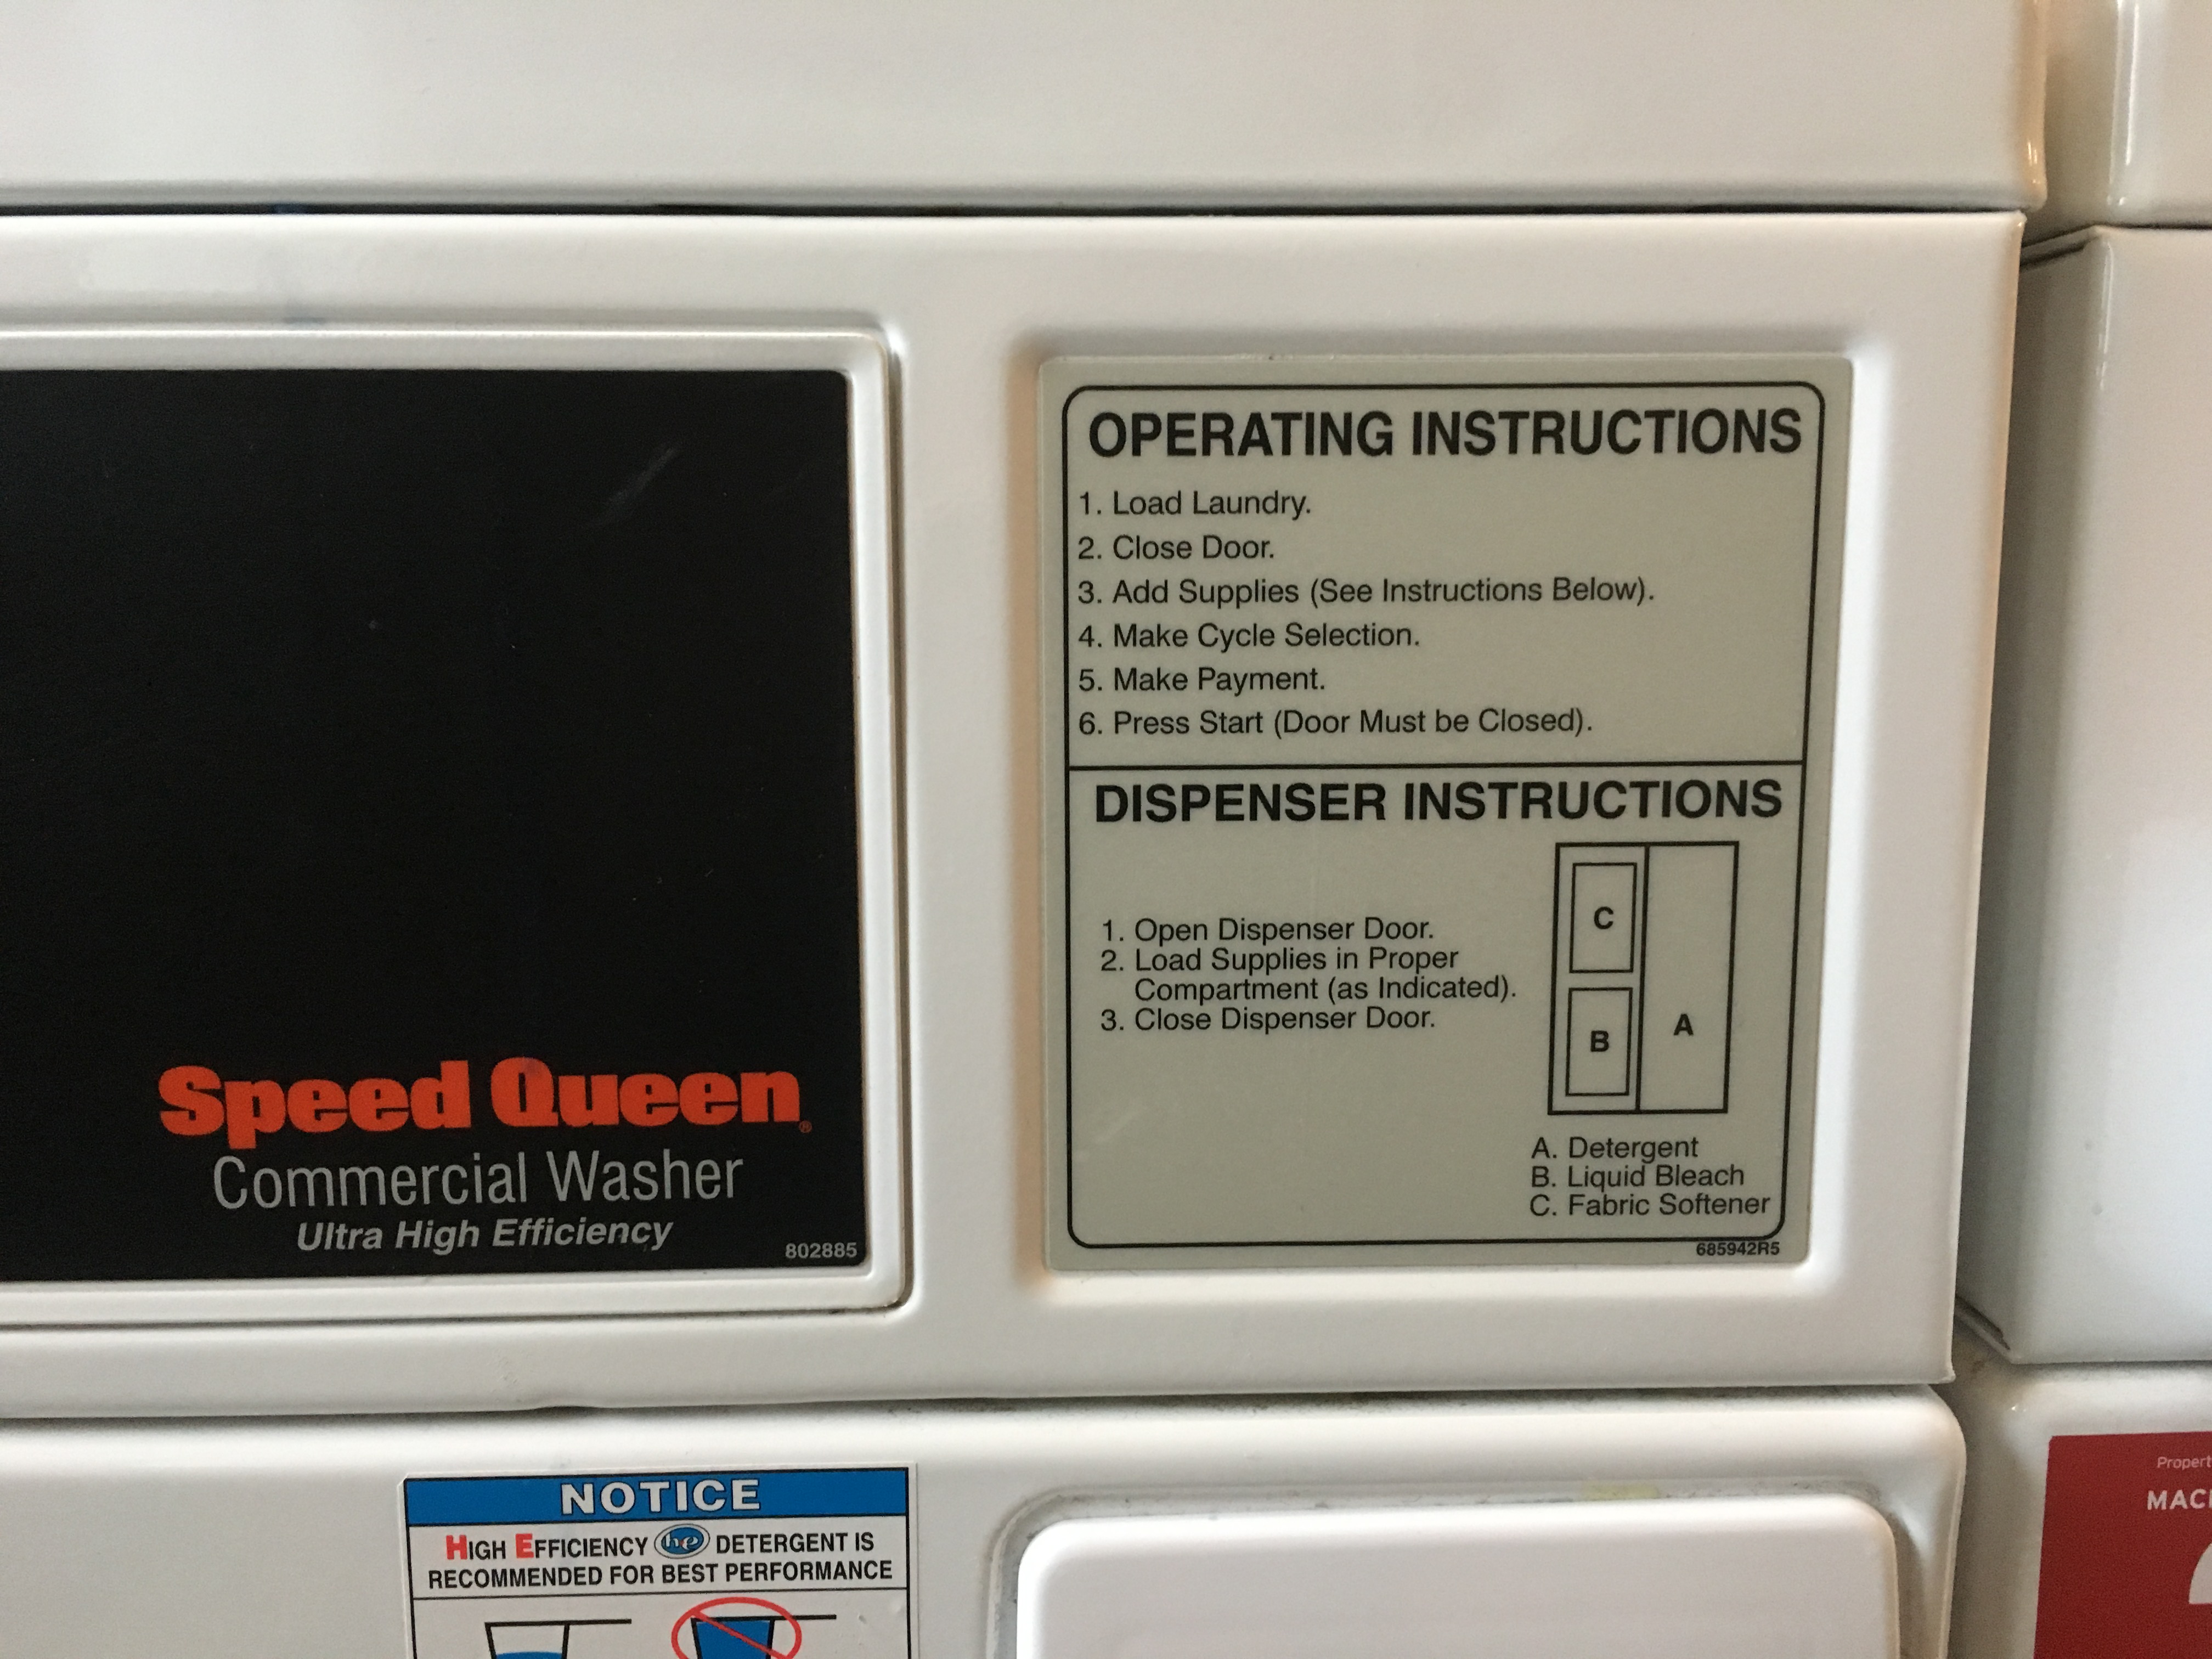 OPERATING INSTRUCTIONS
1. Load Laundry.
2. Close Door.
3. Add Supplies (See Instructions Below).
4. Make Cycle Selection.
5. Make Payment.
6. Press Start (Door Must be Closed).
DISPENSER INSTRUCTIONS
1. Open Dispenser Door.
2. Load Supplies in Proper
Compartment (as Indicated).
3. Close Dispenser Door.
C
B
A
A. Detergent
B. Liquid Bleach
C. Fabric Softener
685942R5
Speed Queen®
Commercial Washer
Ultra High Efficiency
802885
NOTICE
HIGH EFFICIENCY he DETERGENT IS
RECOMMENDED FOR BEST PERFORMANCE